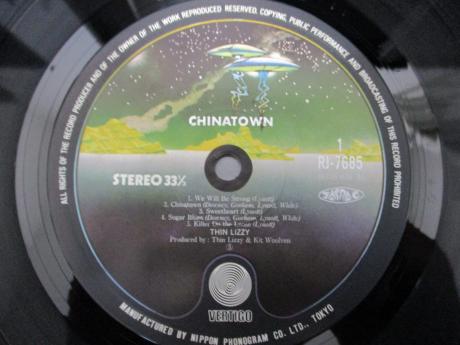 ALL RIGHTS OF THE RECORD PRODUCER AND OF THE OWNER OF THE WORK REPRODUCED RESERVED. COPYING, PUBLIC PERFORMANCE AND BROADCASTING OF THIS RECORD PROHIBITED
CHINATOWN
1
RJ-7685
STEREO 33⅓
1. We Will Be Strong (Lynott)
2. Chinatown (Downey, Gorham, Lynott, White)
3. Sweetheart (Lynott)
4. Sugar Blues (Downey, Gorham, Lynott, White)
5. Killer On the Loose (Lynott)
THIN LIZZY
Produced by: Thin Lizzy & Kit Woolven
VERTIGO
MANUFACTURED BY NIPPON PHONOGRAM CO. LTD., TOKYO